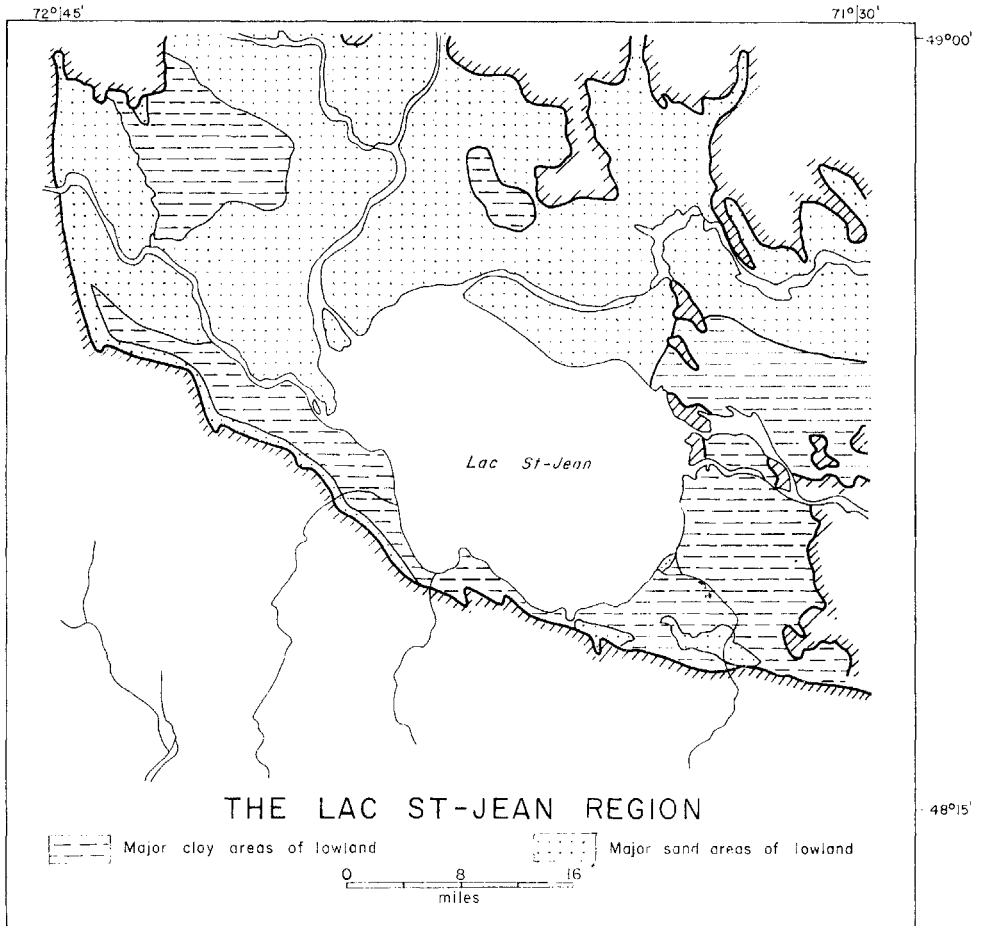 72°45' 71°30'
49°00'
Lac St-Jean
48°15'
THE LAC ST-JEAN REGION
Major clay areas of lowland Major sand areas of lowland
0 8 16
miles